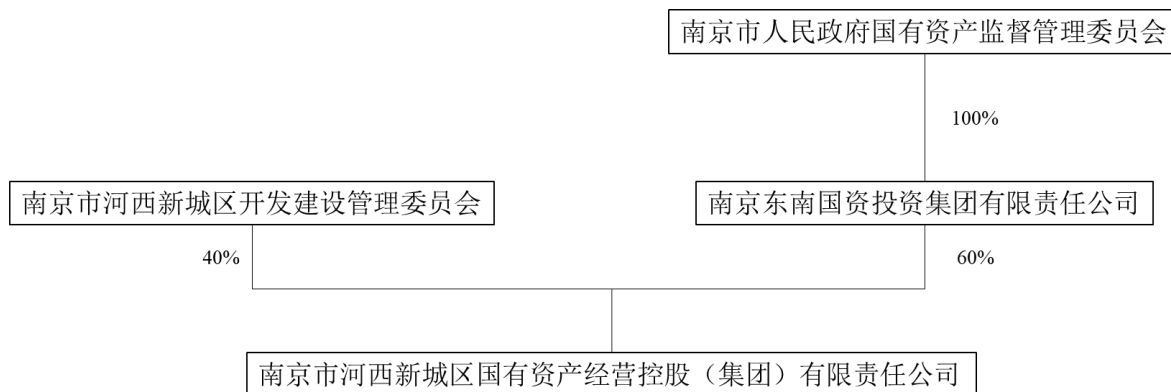 南京市人民政府国有资产监督管理委员会
100%
南京市河西新城区开发建设管理委员会
南京东南国资投资集团有限责任公司
40%
60%
南京市河西新城区国有资产经营控股（集团）有限责任公司